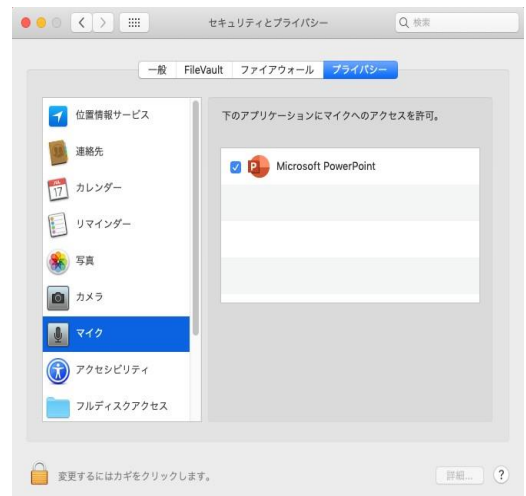 セキュリティとプライバシー
検索
一般 FileVault ファイアウォール プライバシー
位置情報サービス
連絡先
カレンダー
リマインダー
写真
カメラ
マイク
アクセシビリティ
フルディスクアクセス
下のアプリケーションにマイクへのアクセスを許可。
Microsoft PowerPoint
変更するにはカギをクリックします。
詳細... ?